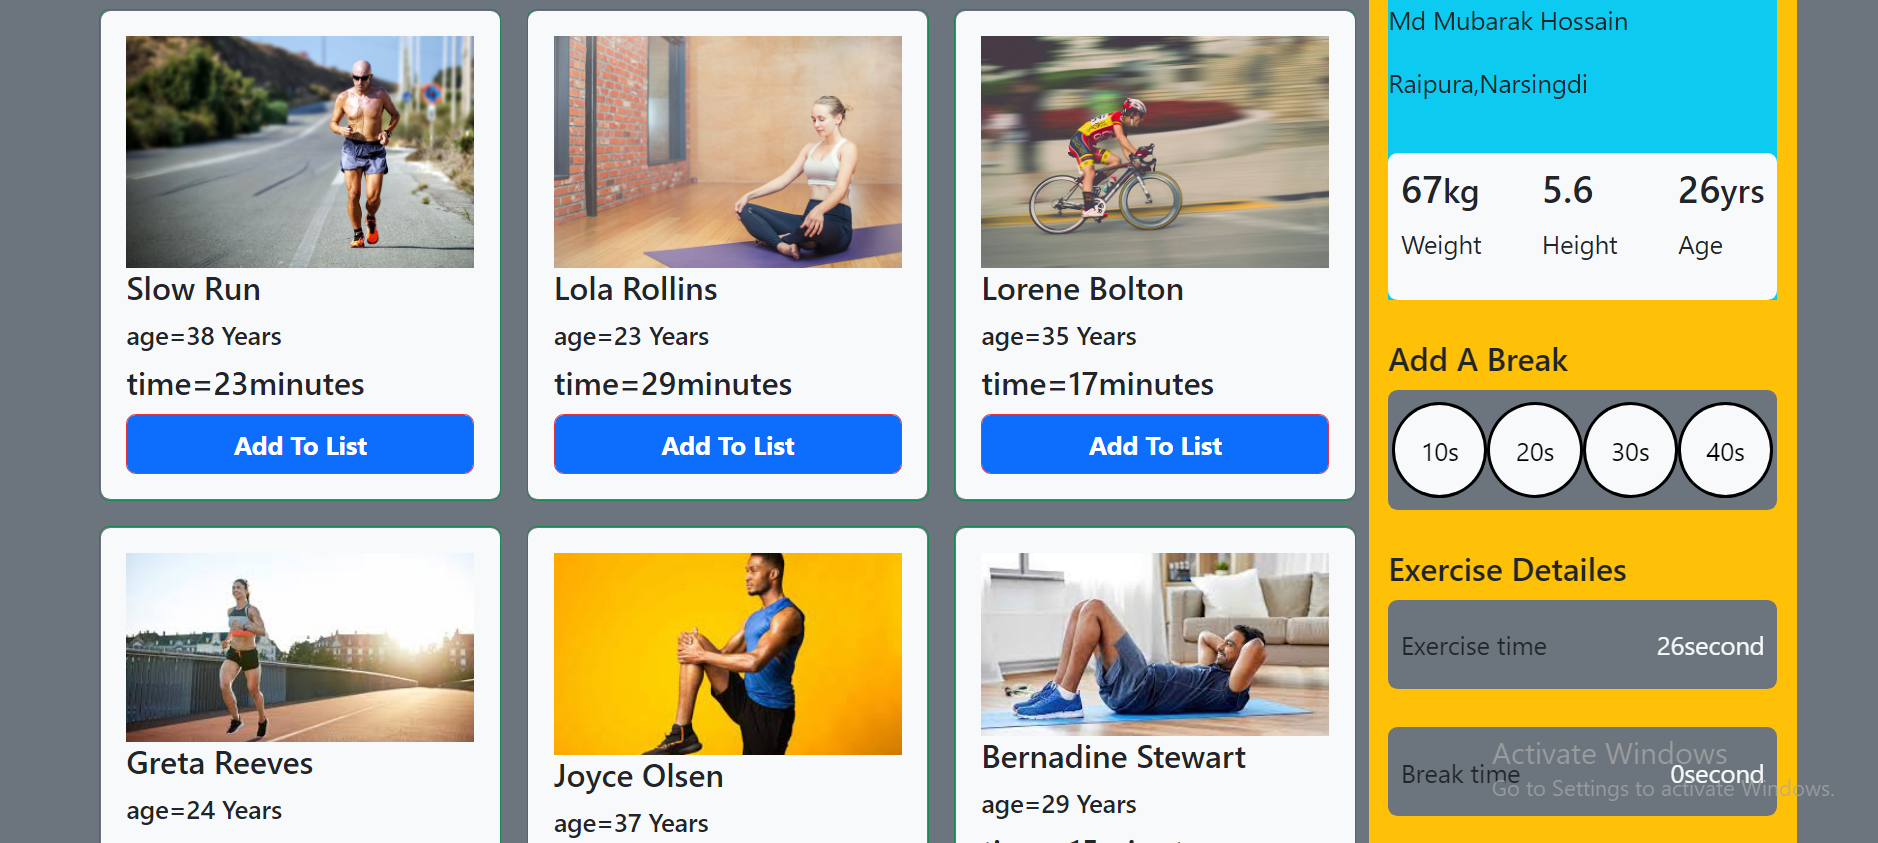 Slow Run
age=38 Years
time=23minutes
Add To List
Lola Rollins
age=23 Years
time=29minutes
Add To List
Lorene Bolton
age=35 Years
time=17minutes
Add To List
Greta Reeves
age=24 Years
Joyce Olsen
age=37 Years
Bernadine Stewart
age=29 Years
Md Mubarak Hossain
Raipura,Narsingdi
67kg 5.6 26yrs
Weight Height Age
Add A Break
10s 20s 30s 40s
Exercise Detailes
Exercise time 26second
Break time 0second
Activate Windows
Go to Settings to activate Windows.